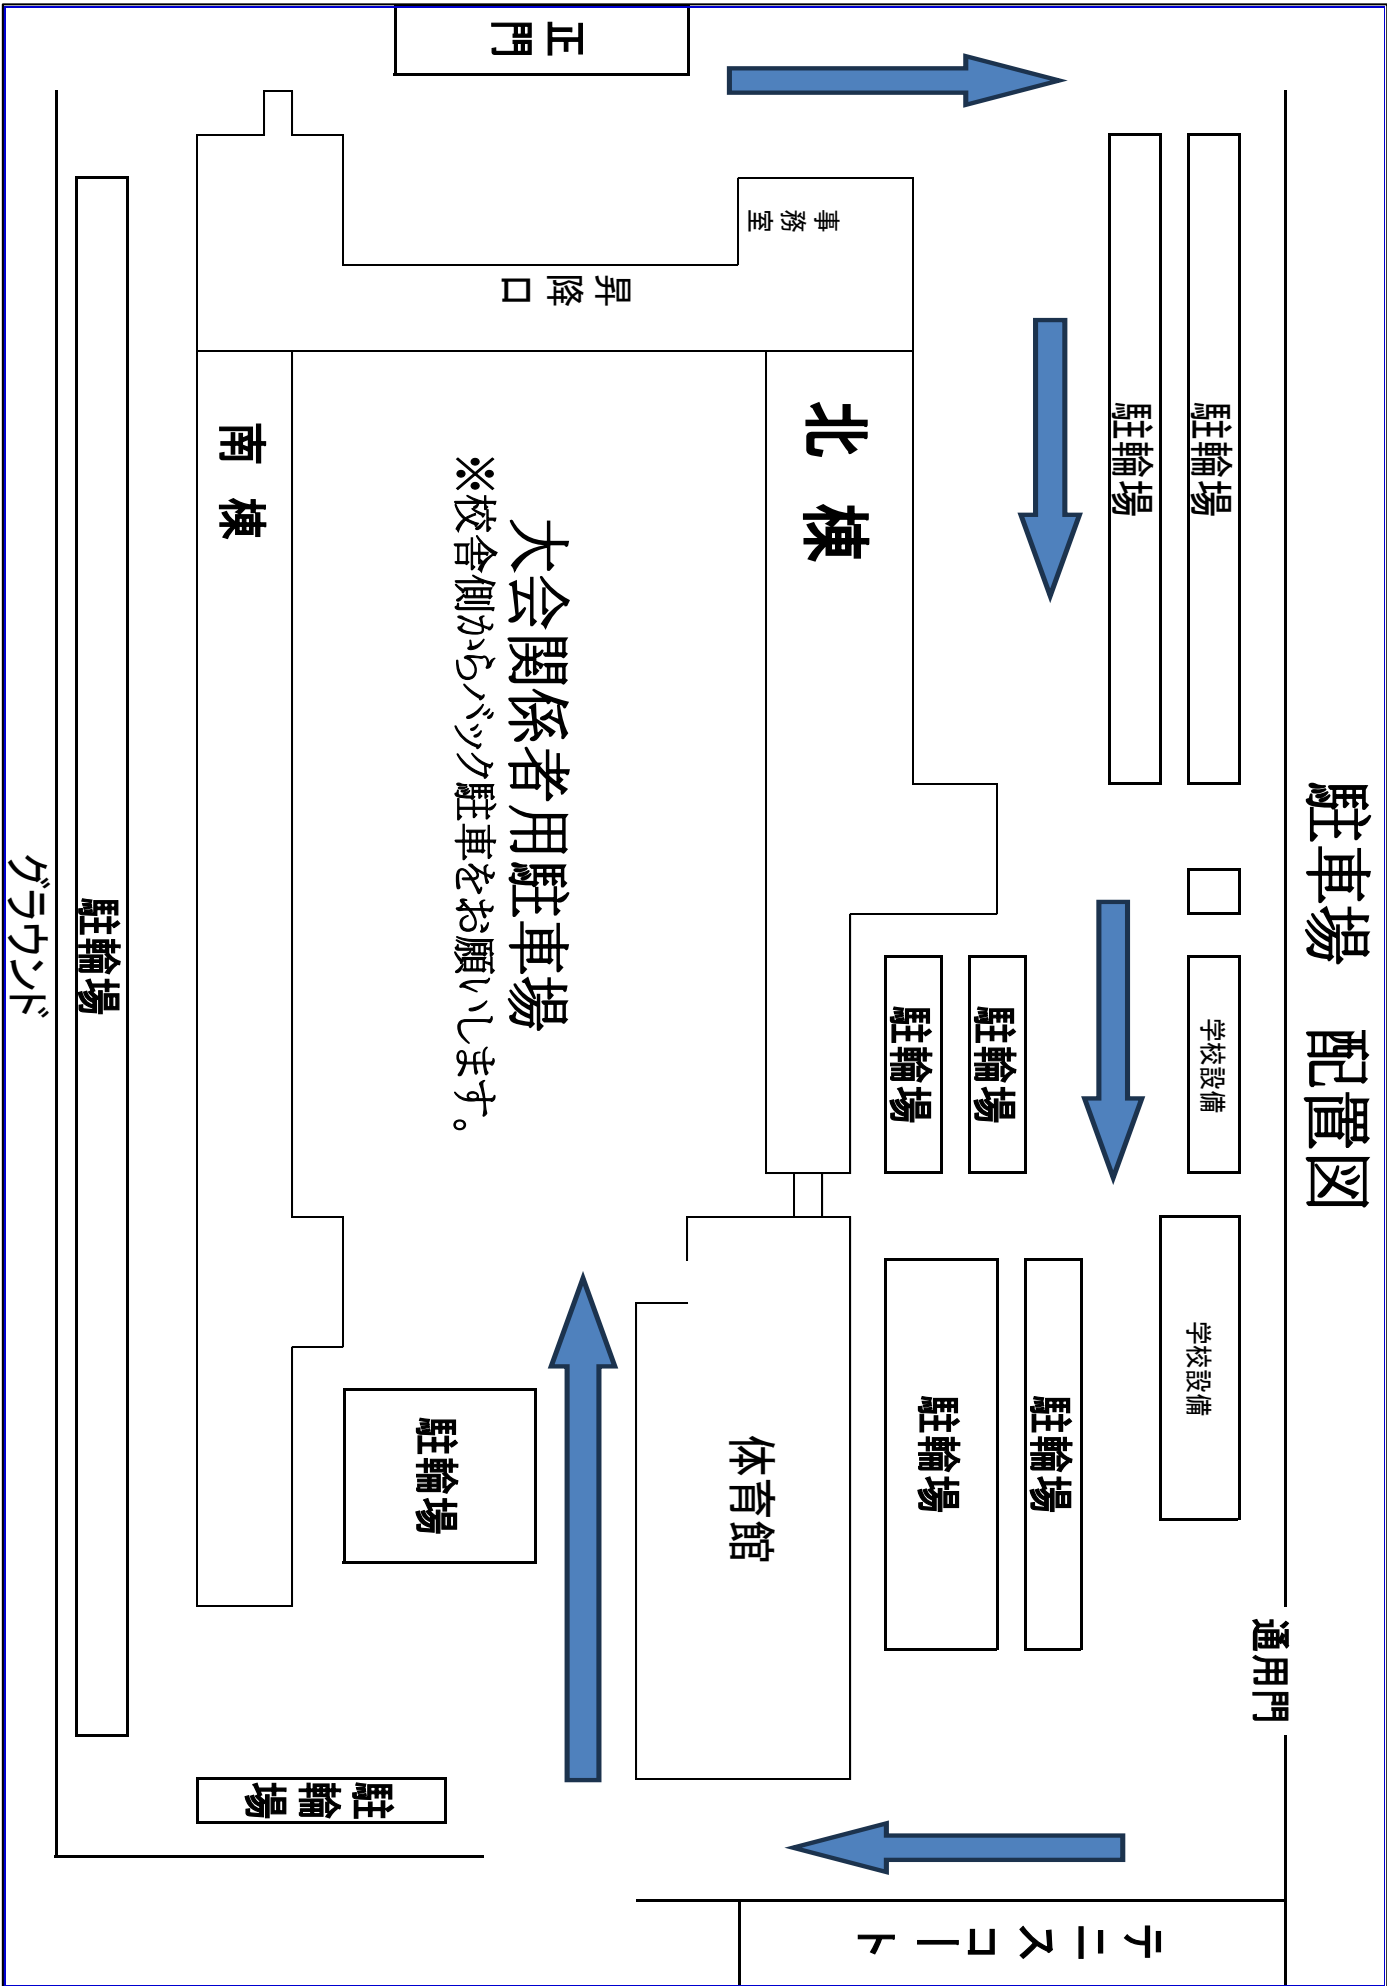 駐車場　配置図
通用門
学校設備
学校設備
駐輪場
駐輪場
駐輪場
駐輪場
駐輪場
駐輪場
テニスコート
事務室
北棟
体育館
正門
昇降口
大会関係者用駐車場
※校舎側からバック駐車をお願いします。
駐輪場
南棟
駐輪場
駐輪場
グラウンド